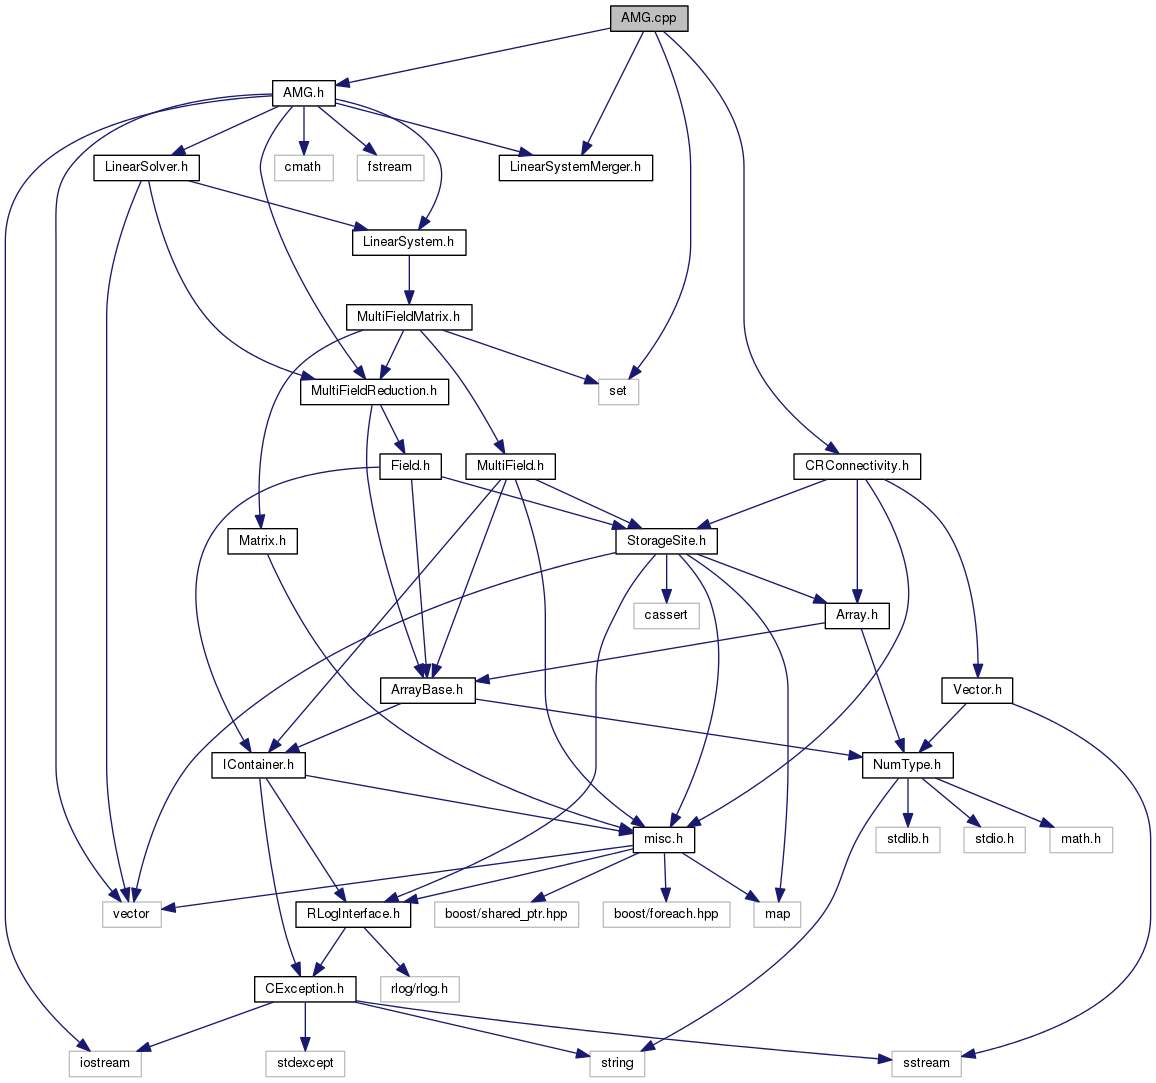 AMG.cpp
AMG.h
LinearSolver.h
cmath
fstream
LinearSystemMerger.h
LinearSystem.h
MultiFieldMatrix.h
MultiFieldReduction.h
set
Field.h
MultiField.h
CRConnectivity.h
Matrix.h
StorageSite.h
cassert
Array.h
ArrayBase.h
Vector.h
IContainer.h
NumType.h
misc.h
stdlib.h
stdio.h
math.h
vector
RLogInterface.h
boost/shared_ptr.hpp
boost/foreach.hpp
map
CException.h
rlog/rlog.h
iostream
stdexcept
string
sstream